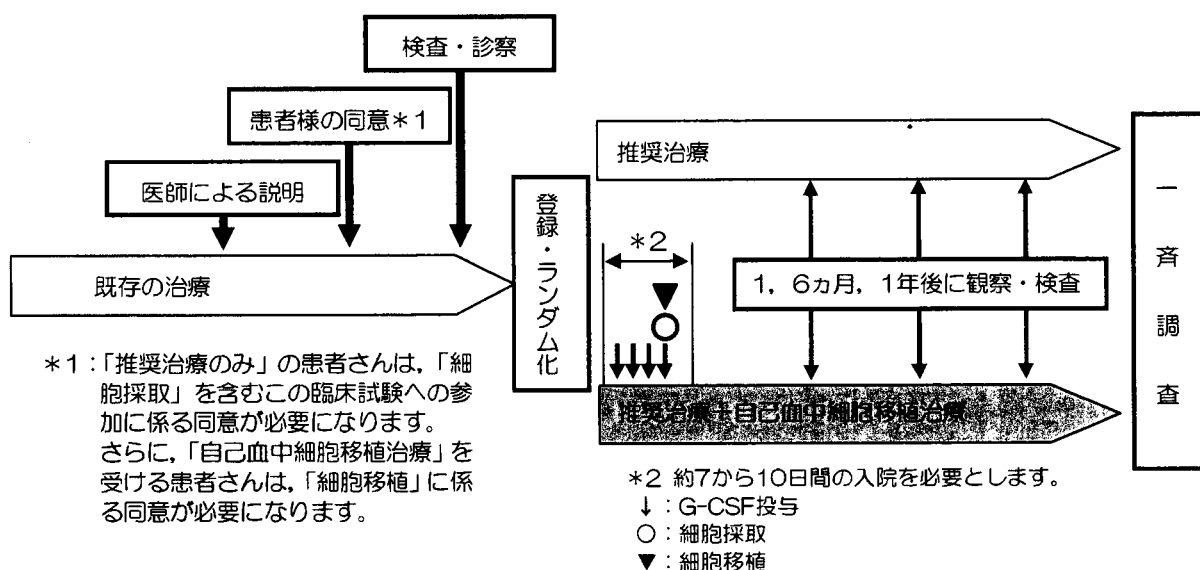 検査・診察
患者様の同意＊1
医師による説明
既存の治療
登録・ランダム化
推奨治療
＊2
1，6ヵ月，1年後に観察・検査
推奨治療＋自己血中細胞移植治療
一斉調査
＊1：「推奨治療のみ」の患者さんは，「細
胞採取」を含むこの臨床試験への参
加に係る同意が必要になります。
さらに，「自己血中細胞移植治療」を
受ける患者さんは，「細胞移植」に係
る同意が必要になります。
＊2 約7から10日間の入院を必要とします。
↓：G-CSF投与
○：細胞採取
▼：細胞移植